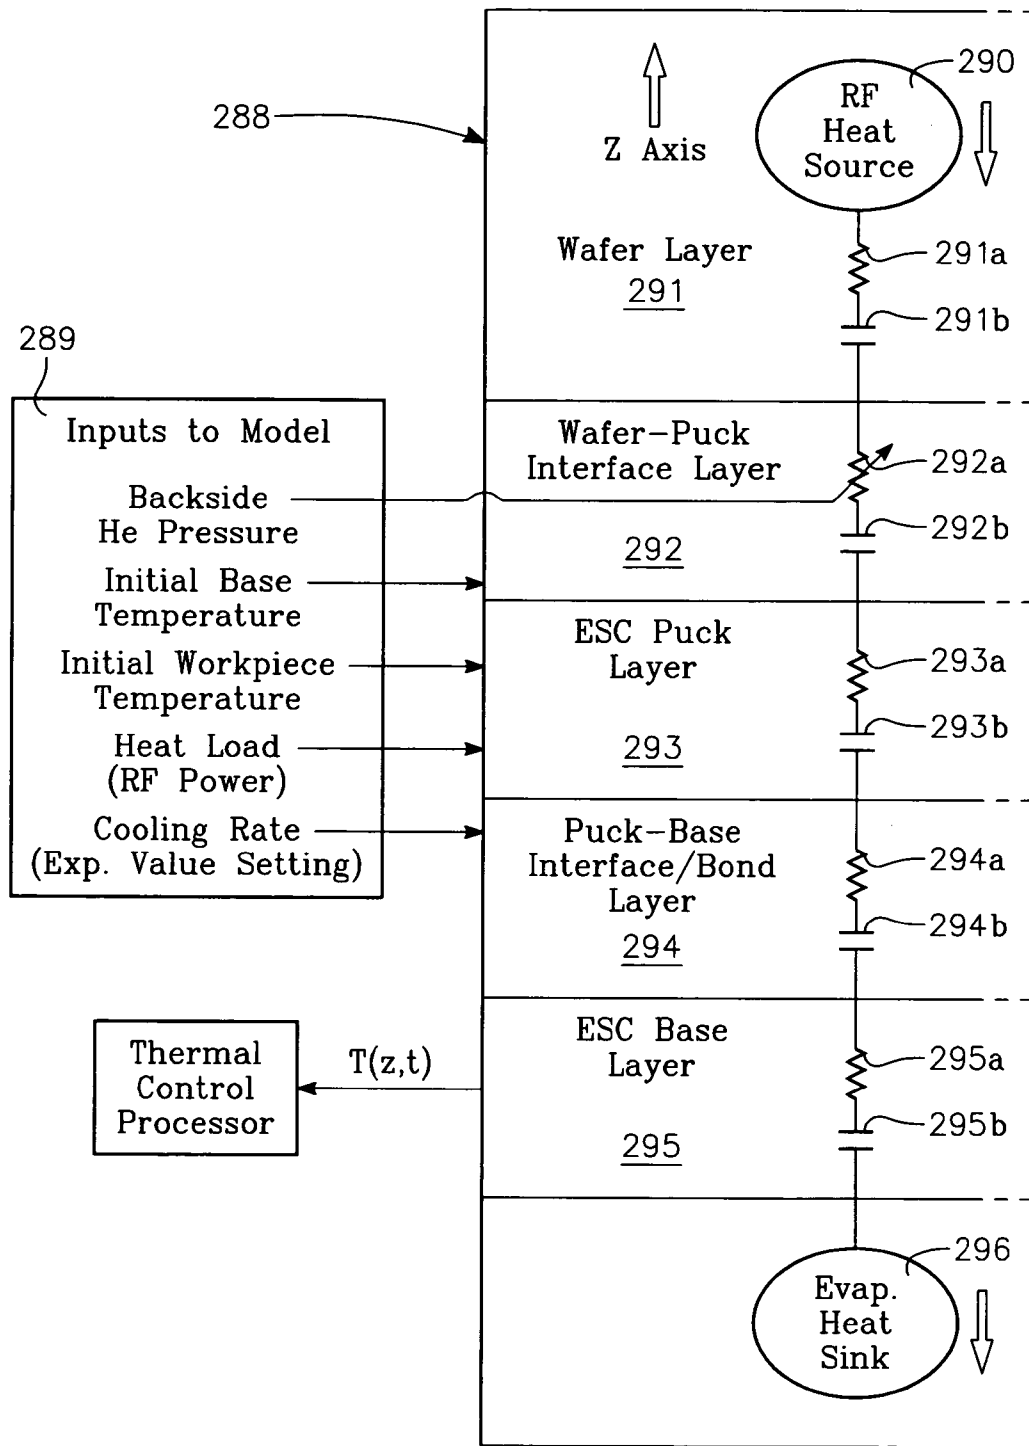 290
RF
Heat
Source
288
Z Axis
Wafer Layer
291
291a
291b
289
Inputs to Model
Backside
He Pressure
Initial Base
Temperature
Initial Workpiece
Temperature
Heat Load
(RF Power)
Cooling Rate
(Exp. Value Setting)
Wafer-Puck
Interface Layer
292
292a
292b
ESC Puck
Layer
293
293a
293b
Puck-Base
Interface/Bond
Layer
294
294a
294b
Thermal
Control
Processor
T(z,t)
ESC Base
Layer
295
295a
295b
296
Evap.
Heat
Sink